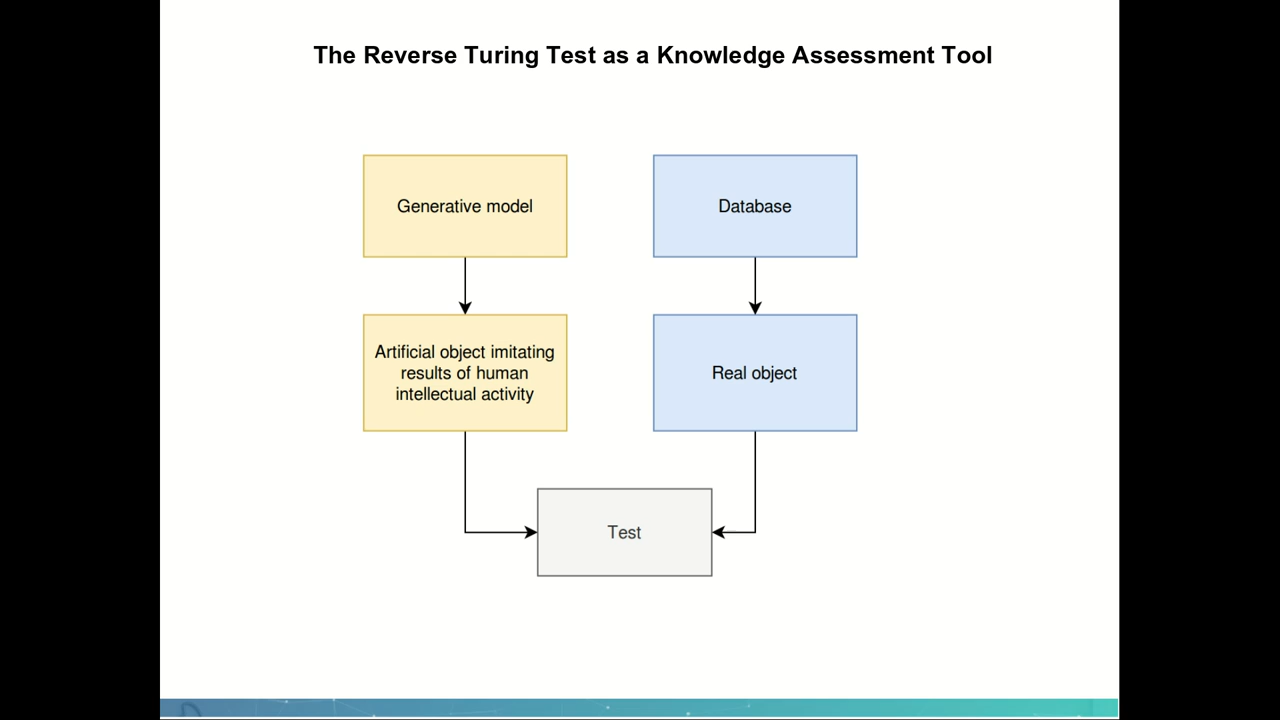 The Reverse Turing Test as a Knowledge Assessment Tool
Generative model
Database
Artificial object imitating
results of human
intellectual activity
Real object
Test